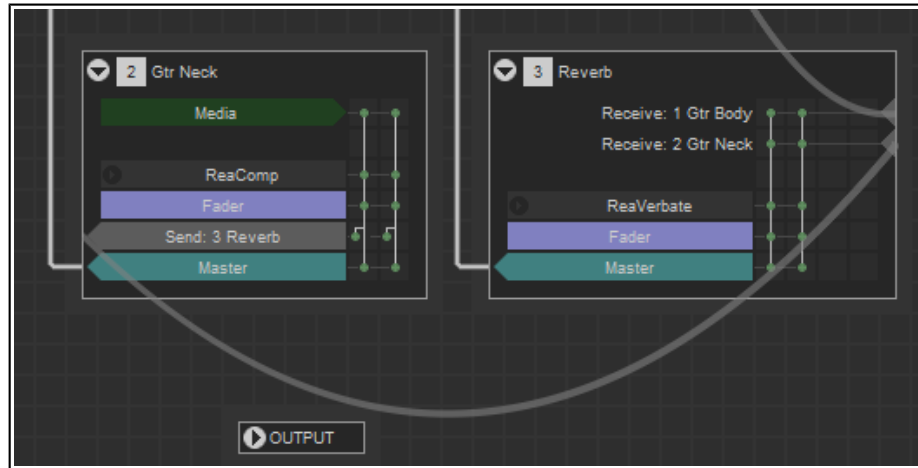 2 Gtr Neck
Media
ReaComp
Fader
Send: 3 Reverb
Master
3 Reverb
Receive: 1 Gtr Body
Receive: 2 Gtr Neck
ReaVerbate
Fader
Master
OUTPUT